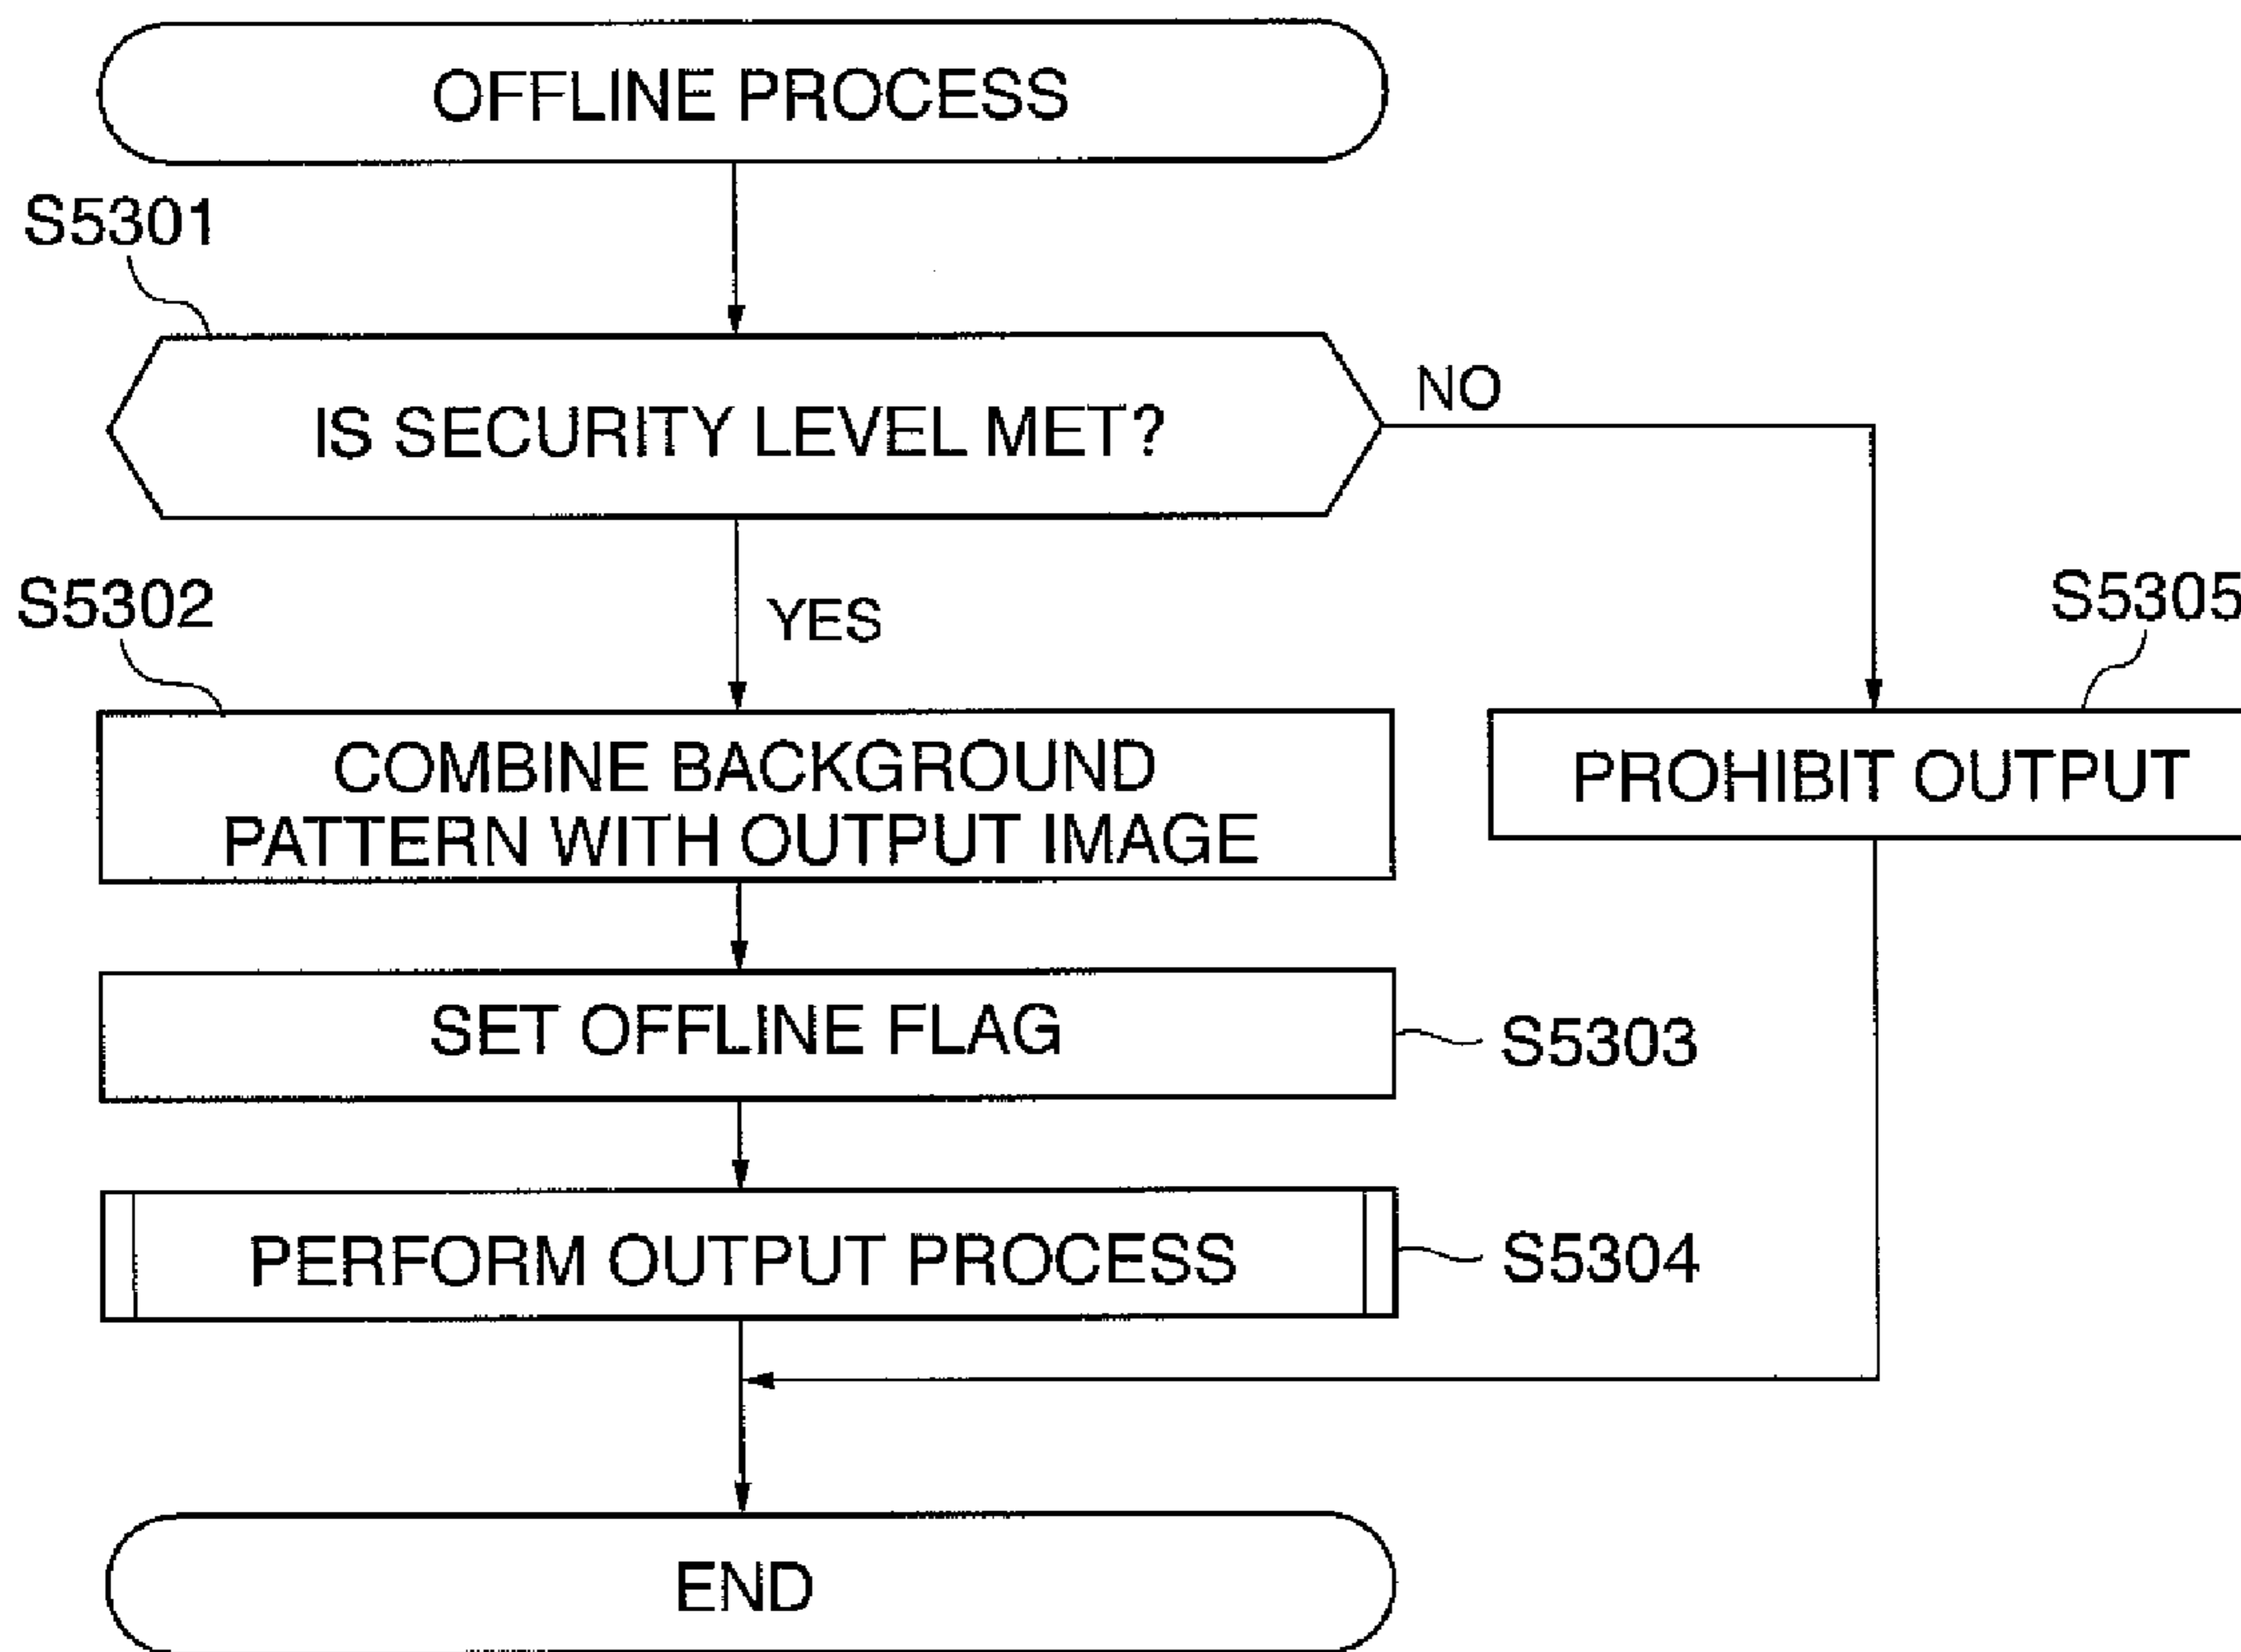 OFFLINE PROCESS
S5301
IS SECURITY LEVEL MET?
NO
YES
S5302
S5305
COMBINE BACKGROUND
PATTERN WITH OUTPUT IMAGE
PROHIBIT OUTPUT
SET OFFLINE FLAG
S5303
PERFORM OUTPUT PROCESS
S5304
END